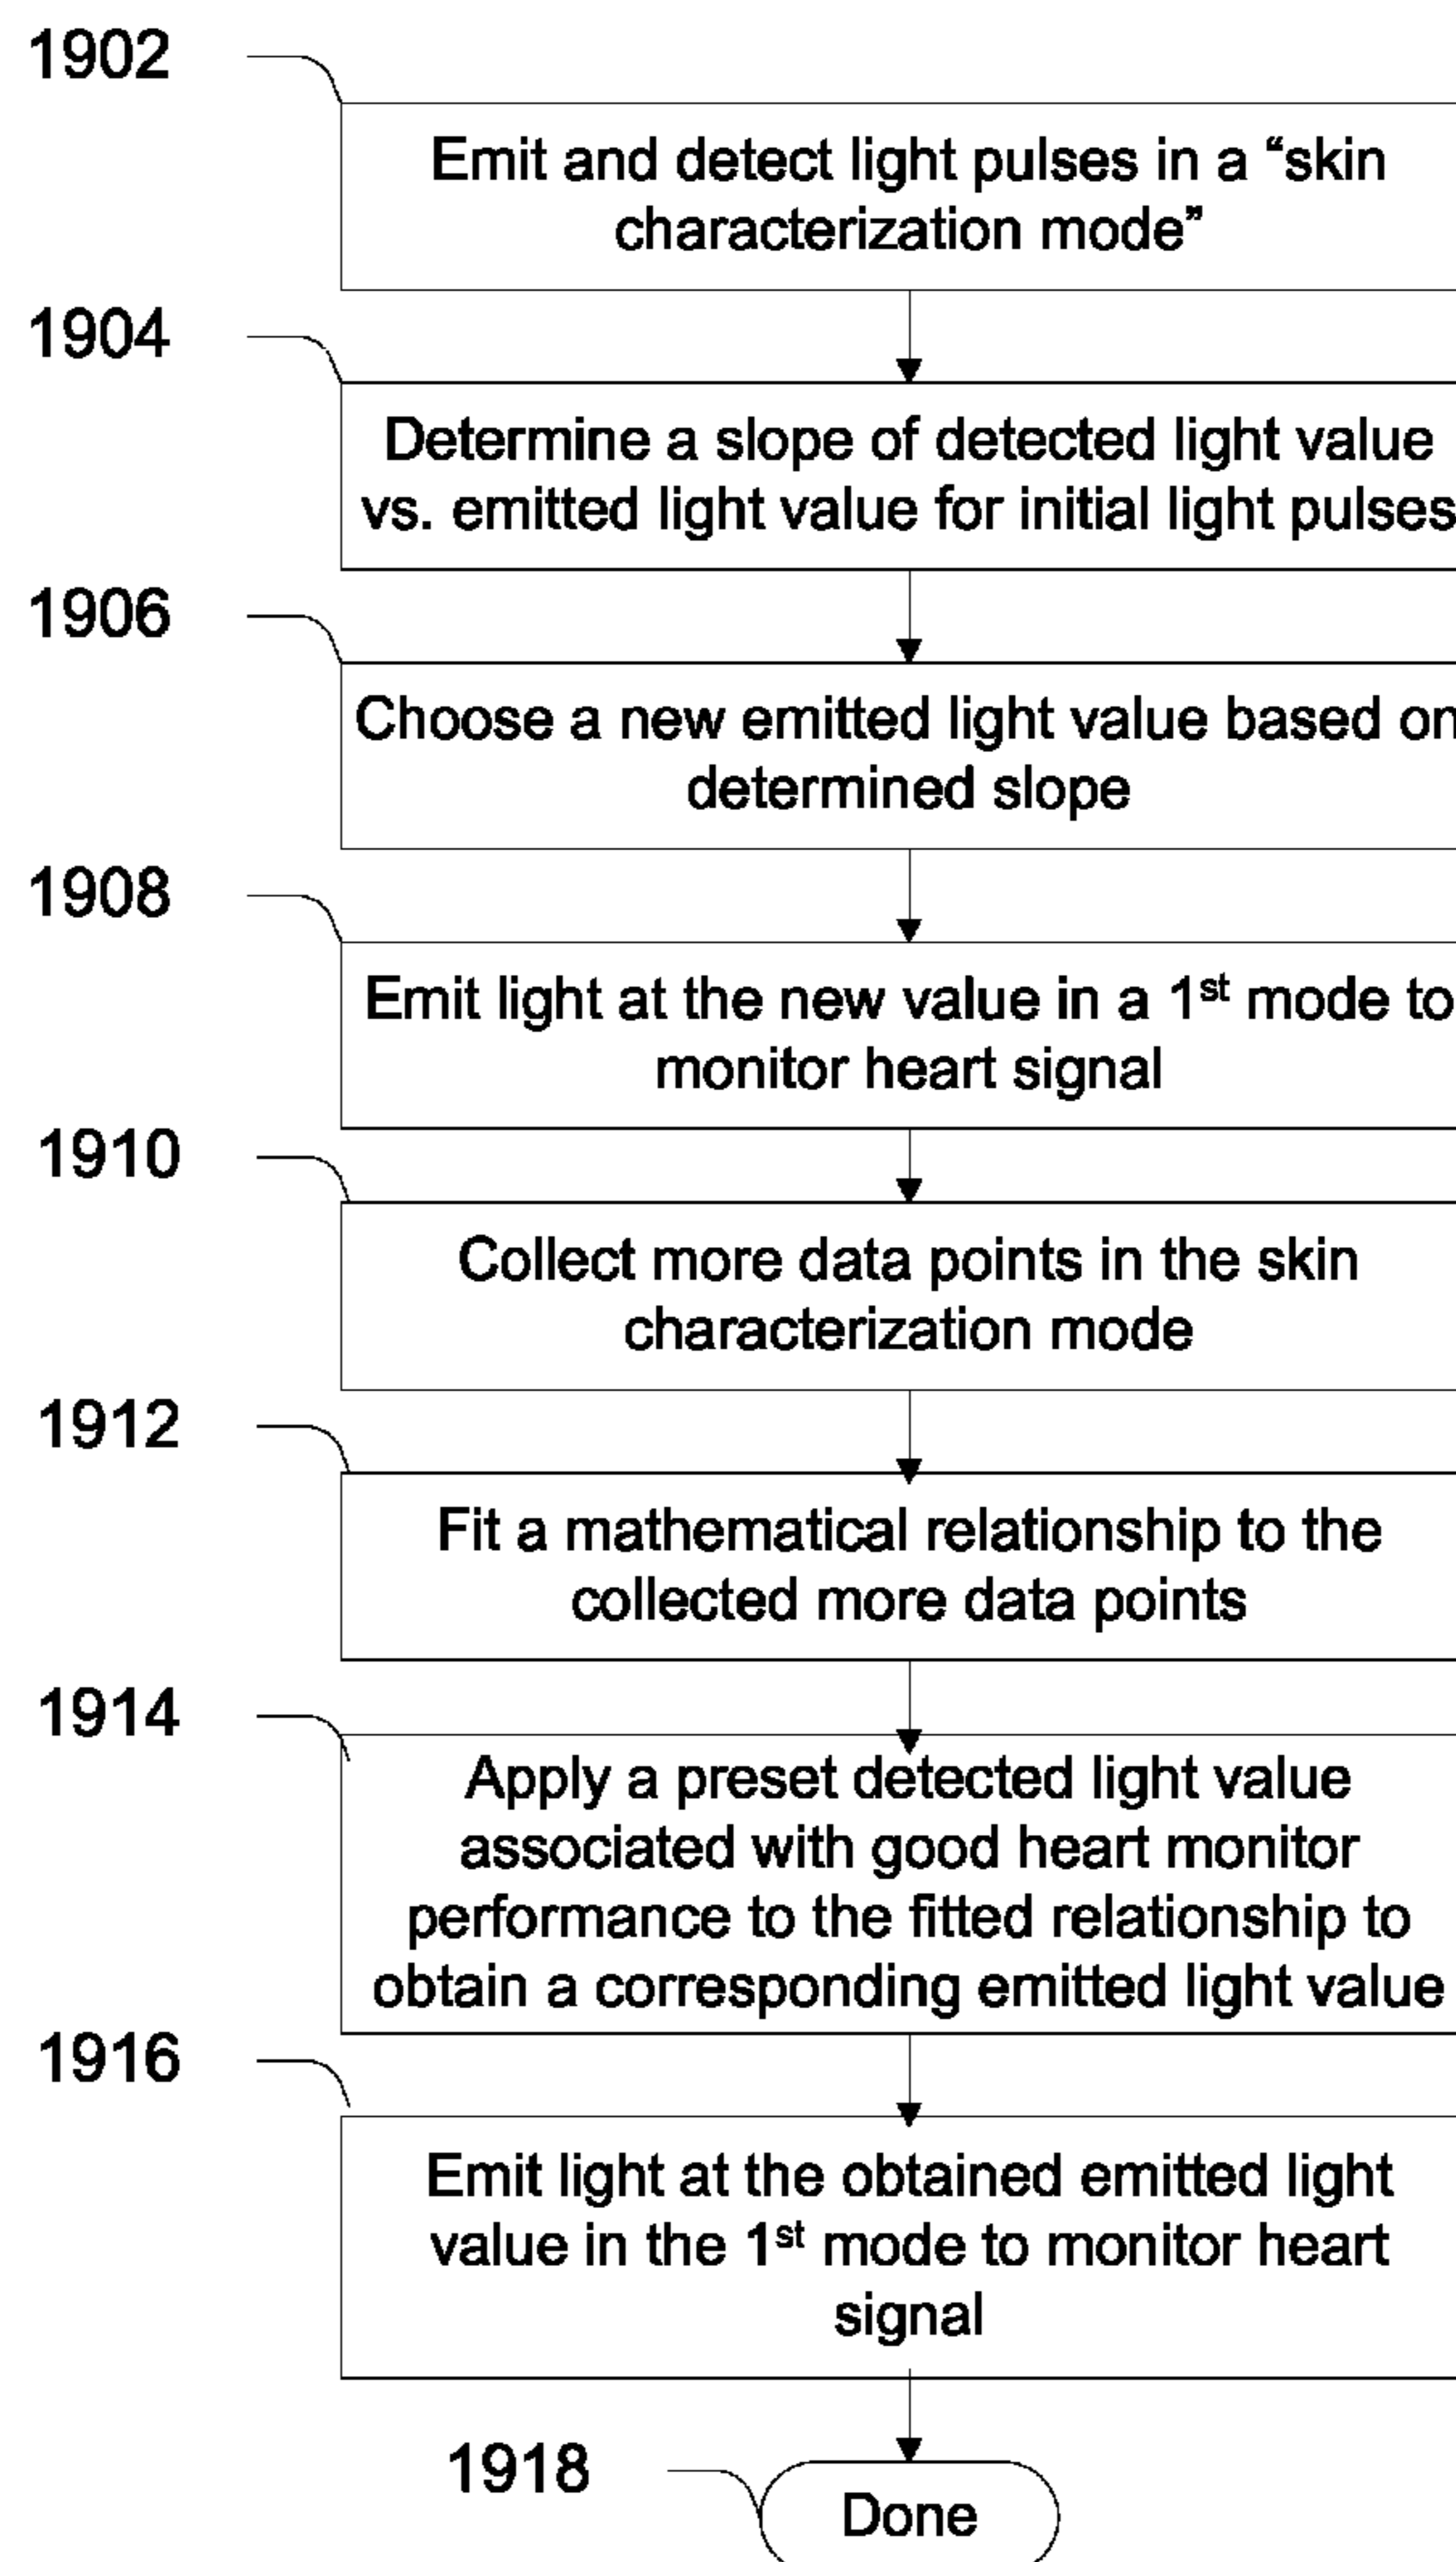 1902
Emit and detect light pulses in a “skin
characterization mode”
1904
Determine a slope of detected light value
vs. emitted light value for initial light pulses
1906
Choose a new emitted light value based on
determined slope
1908
Emit light at the new value in a 1st mode to
monitor heart signal
1910
Collect more data points in the skin
characterization mode
1912
Fit a mathematical relationship to the
collected more data points
1914
Apply a preset detected light value
associated with good heart monitor
performance to the fitted relationship to
obtain a corresponding emitted light value
1916
Emit light at the obtained emitted light
value in the 1st mode to monitor heart
signal
1918
Done